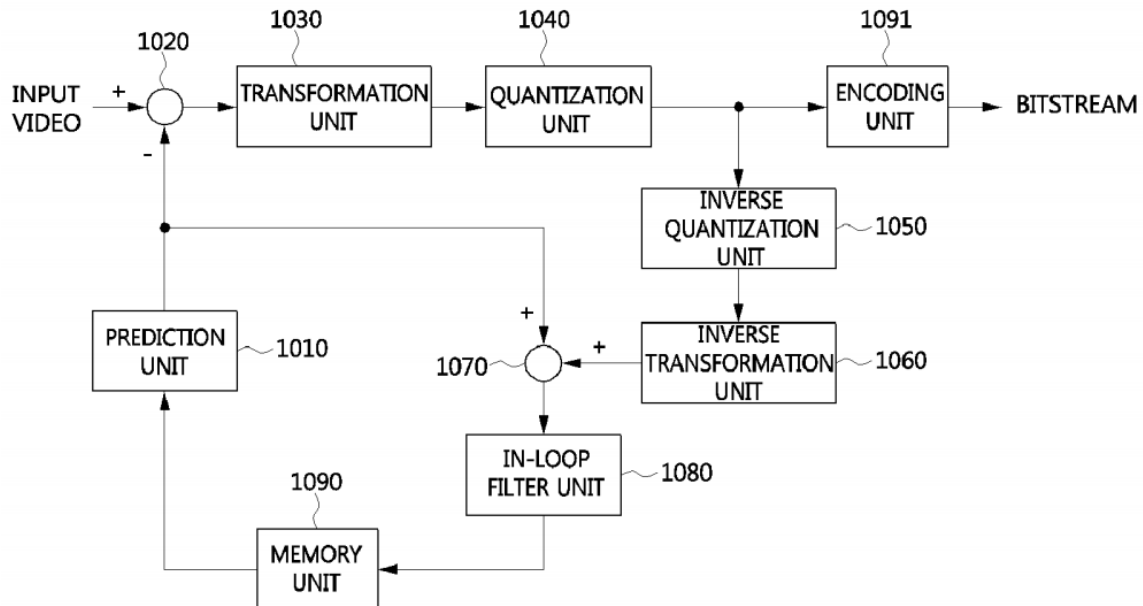 1030
1040
1091
1020
INPUT
VIDEO
+
TRANSFORMATION
UNIT
QUANTIZATION
UNIT
ENCODING
UNIT
BITSTREAM
-
INVERSE
QUANTIZATION
UNIT
1050
PREDICTION
UNIT
1010
+
1070
+
INVERSE
TRANSFORMATION
UNIT
1060
IN-LOOP
FILTER UNIT
1080
1090
MEMORY
UNIT